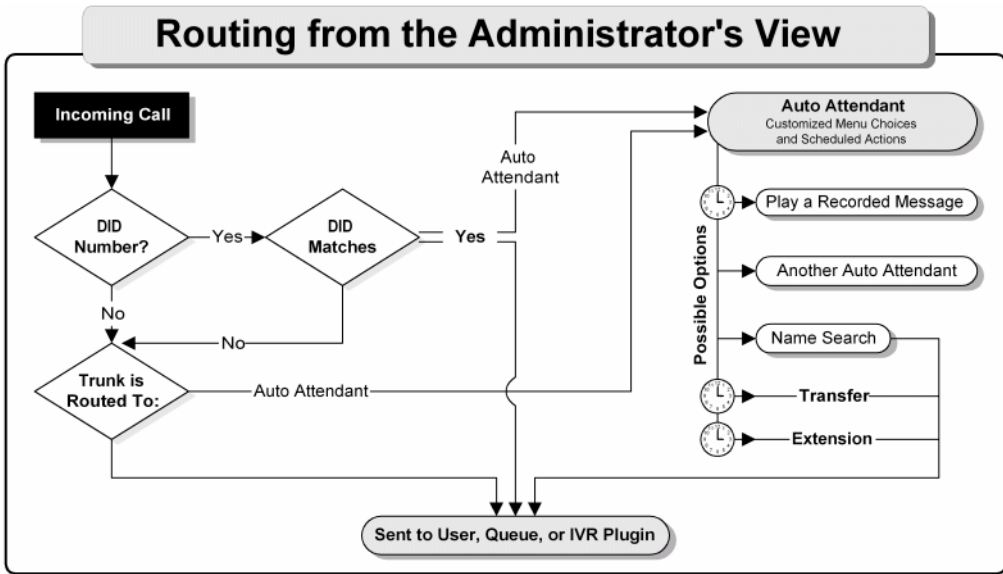 Routing from the Administrator's View
Incoming Call
Auto Attendant
Customized Menu Choices
and Scheduled Actions
Auto
Attendant
DID
Number?
Yes
DID
Matches
Yes
Play a Recorded Message
Another Auto Attendant
Possible Options
No
No
Name Search
Trunk is
Routed To:
Auto Attendant
Transfer
Extension
Sent to User, Queue, or IVR Plugin